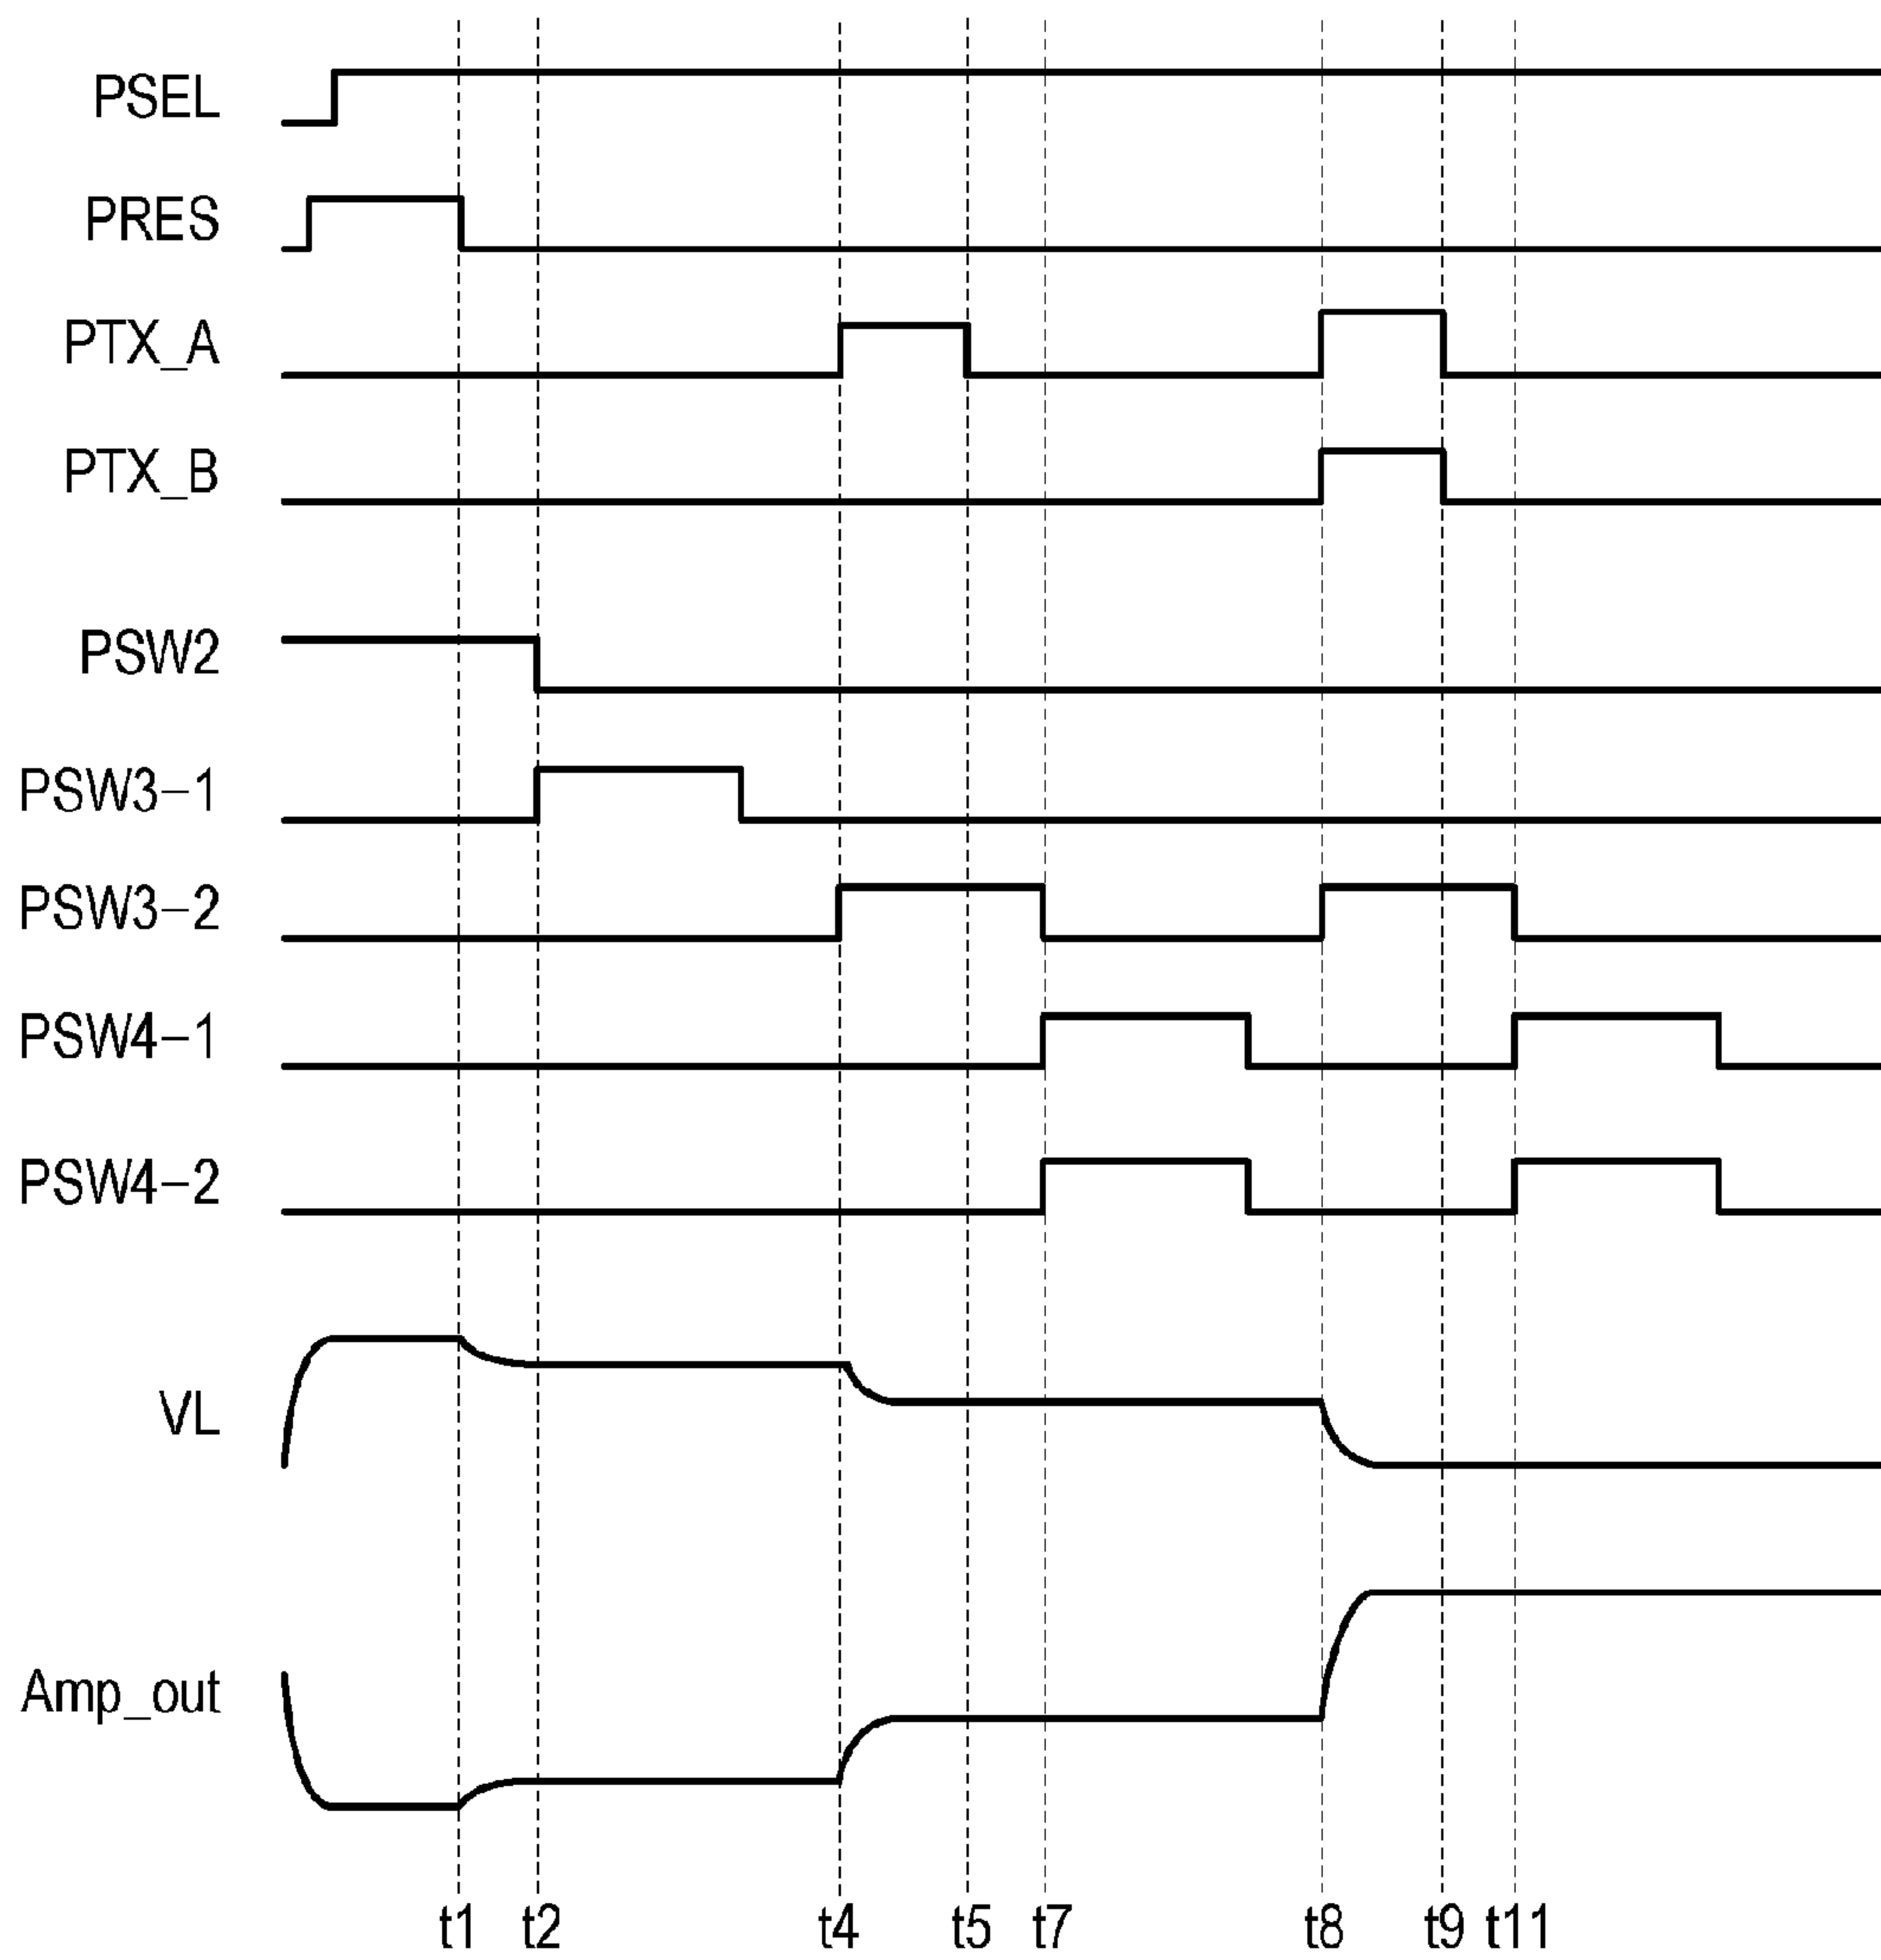 PSEL
PRES
PTX_A
PTX_B
PSW2
PSW3-1
PSW3-2
PSW4-1
PSW4-2
VL
Amp_out
t1 t2 t4 t5 t7 t8 t9 t11